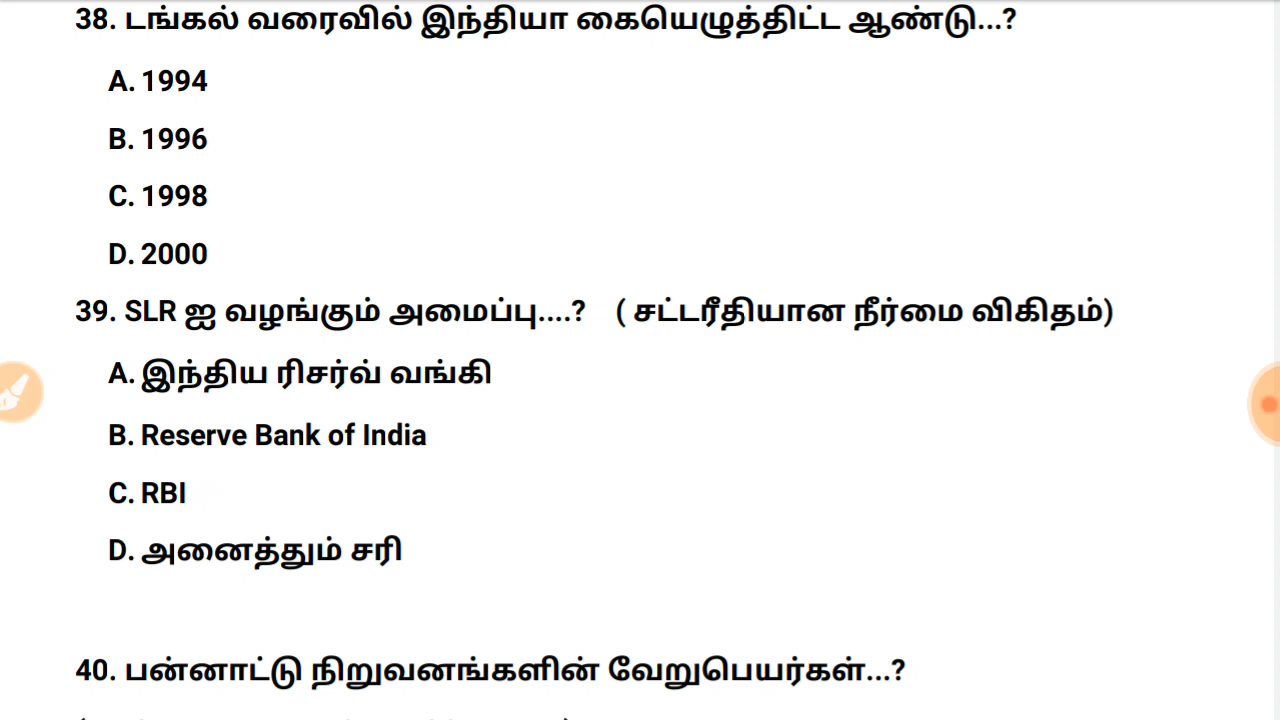 38. டங்கல் வரைவில் இந்தியா கையெழுத்திட்ட ஆண்டு...?
A. 1994
B. 1996
C. 1998
D. 2000
39. SLR ஐ வழங்கும் அமைப்பு....? ( சட்டரீதியான நீர்மை விகிதம்)
A. இந்திய ரிசர்வ் வங்கி
B. Reserve Bank of India
C. RBI
D. அனைத்தும் சரி
40. பன்னாட்டு நிறுவனங்களின் வேறுபெயர்கள்...?